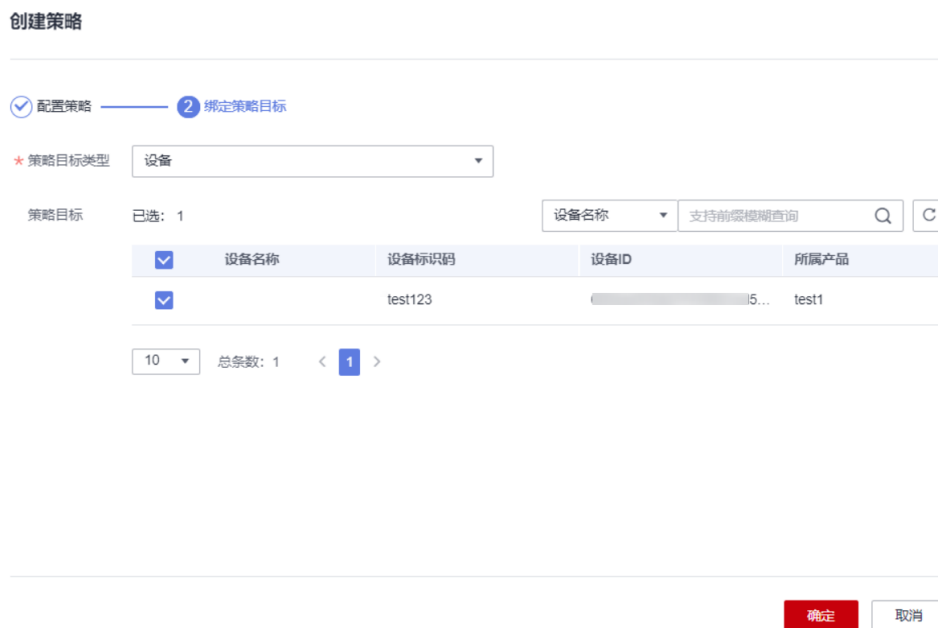 创建策略
配置策略 2 绑定策略目标
* 策略目标类型 设备
策略目标 已选： 1 设备名称 支持前缀模糊查询
设备名称 设备标识码 设备ID 所属产品
test123 5... test1
10 总条数： 1 < 1 >
确定 取消